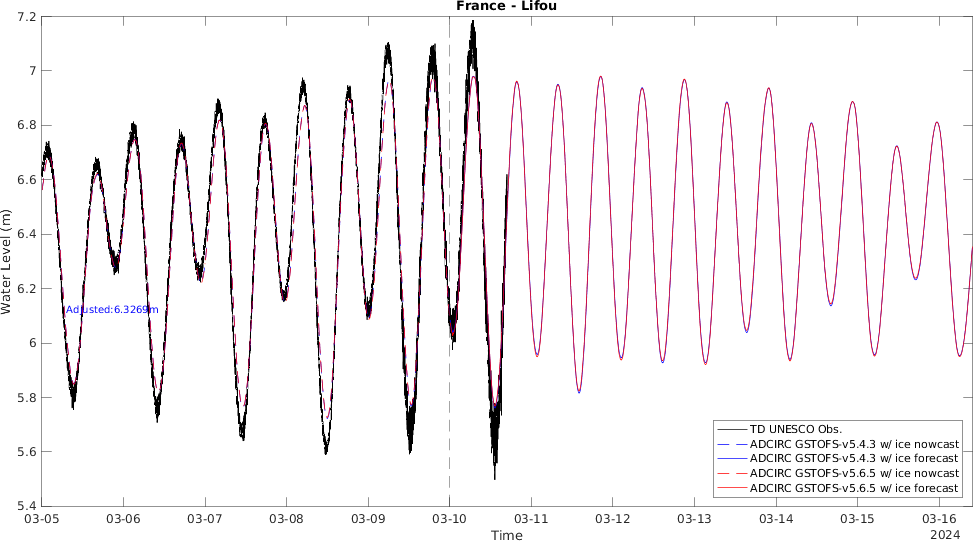 France - Lifou
7.2
7
6.8
6.6
6.4
6.2
6
5.8
5.6
5.4
Water Level (m)
Adjusted:6.3269m
TD UNESCO Obs.
ADCIRC GSTOFS-v5.4.3 w/ ice nowcast
ADCIRC GSTOFS-v5.4.3 w/ ice forecast
ADCIRC GSTOFS-v5.6.5 w/ ice nowcast
ADCIRC GSTOFS-v5.6.5 w/ ice forecast
03-05 03-06 03-07 03-08 03-09 03-10 03-11 03-12 03-13 03-14 03-15 03-16
Time
2024